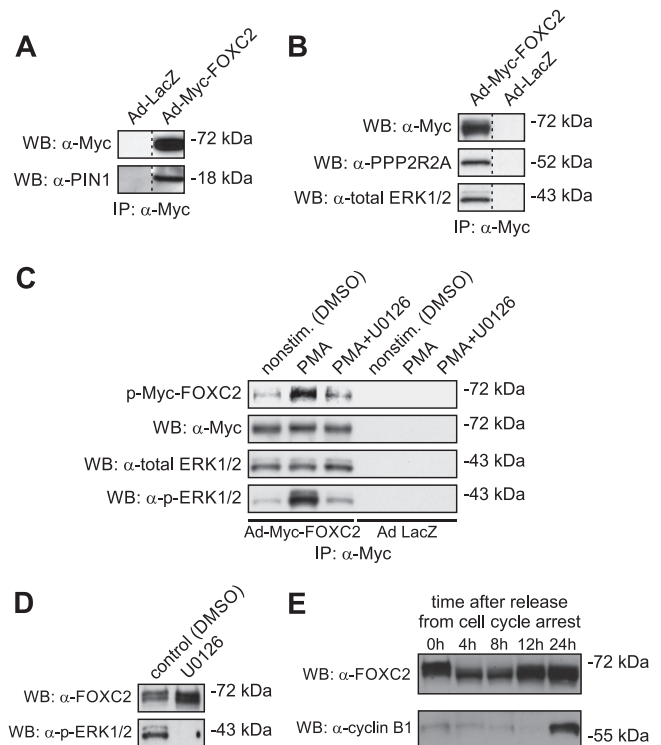 A
Ad-LacZ
Ad-Myc-FOXC2
WB: α-Myc
-72 kDa
WB: α-PIN1
-18 kDa
IP: α-Myc
B
Ad-Myc-FOXC2
Ad-LacZ
WB: α-Myc
-72 kDa
WB: α-PPP2R2A
-52 kDa
WB: α-total ERK1/2
-43 kDa
IP: α-Myc
C
nonstim. (DMSO)
PMA
PMA+U0126
nonstim. (DMSO)
PMA
PMA+U0126
p-Myc-FOXC2
-72 kDa
WB: α-Myc
-72 kDa
WB: α-total ERK1/2
-43 kDa
WB: α-p-ERK1/2
-43 kDa
Ad-Myc-FOXC2
Ad LacZ
IP: α-Myc
D
control (DMSO)
U0126
WB: α-FOXC2
-72 kDa
WB: α-p-ERK1/2
-43 kDa
E
time after release
from cell cycle arrest
0h 4h 8h 12h 24h
WB: α-FOXC2
-72 kDa
WB: α-cyclin B1
-55 kDa